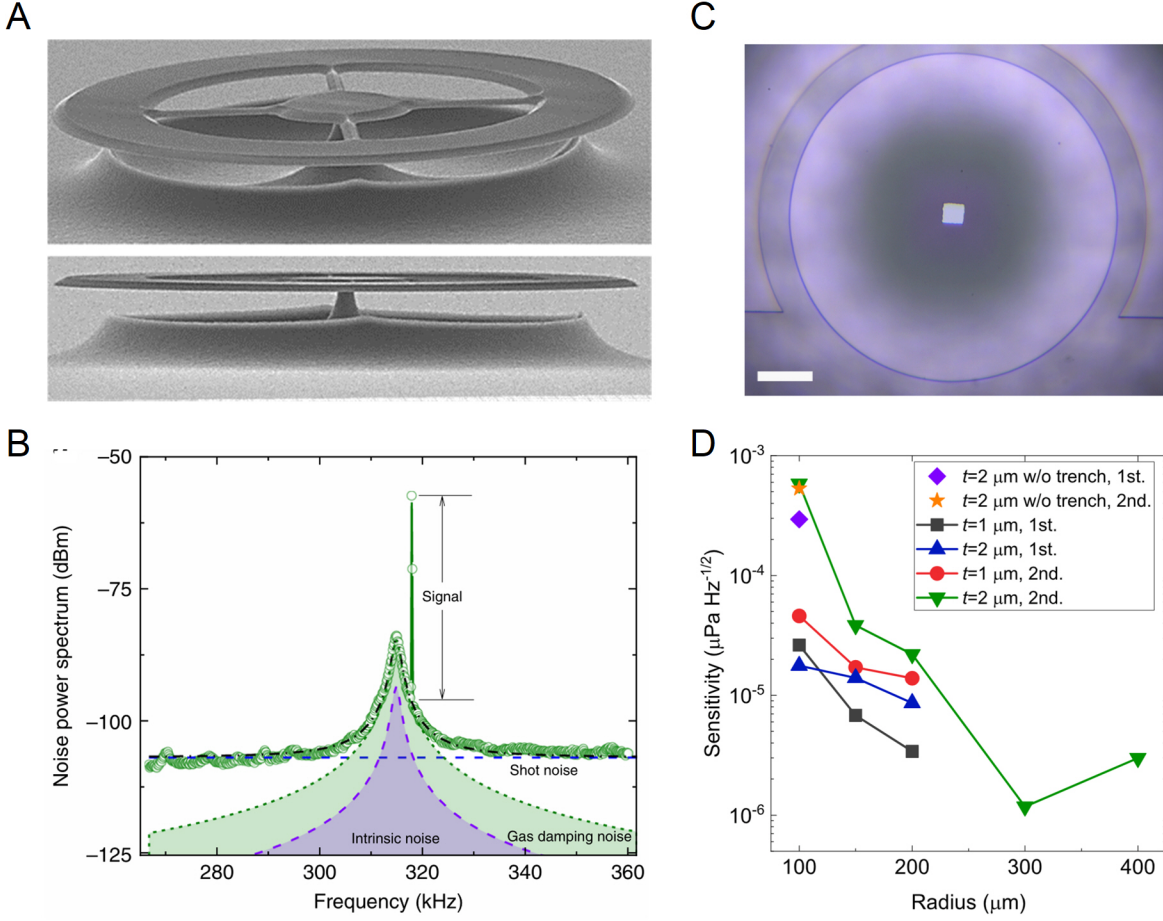 A
C
B
Noise power spectrum (dBm)
−50
−75
−100
−125
Signal
Shot noise
Intrinsic noise
Gas damping noise
280
300
320
340
360
Frequency (kHz)
D
Sensitivity (μPa Hz-1/2)
10-3
10-4
10-5
10-6
t=2 μm w/o trench, 1st.
t=2 μm w/o trench, 2nd.
t=1 μm, 1st.
t=2 μm, 1st.
t=1 μm, 2nd.
t=2 μm, 2nd.
100
200
300
400
Radius (μm)